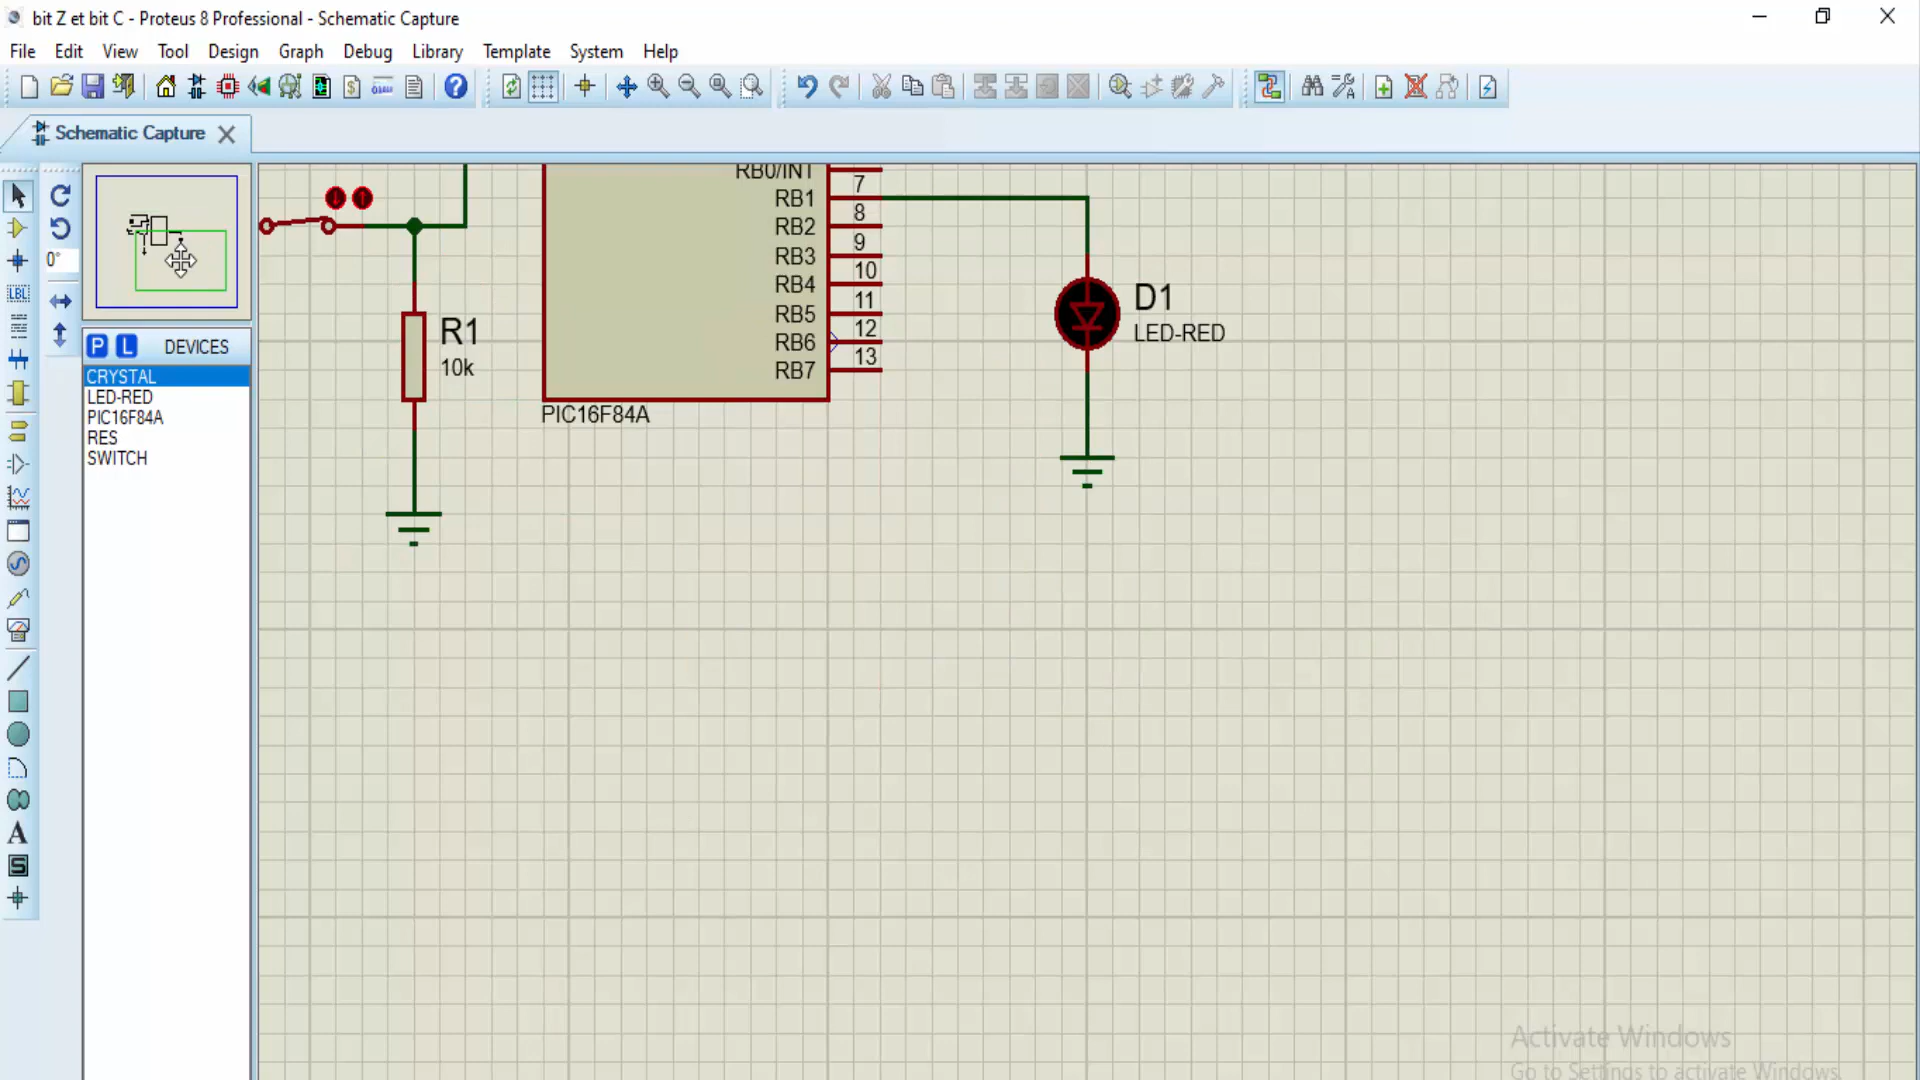 bit Z et bit C - Proteus 8 Professional - Schematic Capture
File Edit View Tool Design Graph Debug Library Template System Help
Schematic Capture
0°
LBL
P L DEVICES
CRYSTAL
LED-RED
PIC16F84A
RES
SWITCH
A
S
RB0/INT
7
RB1
8
RB2
9
RB3
10
RB4
11
RB5
12
RB6
13
RB7
PIC16F84A
R1
10k
D1
LED-RED
Activate Windows
Go to Settings to activate Windows.